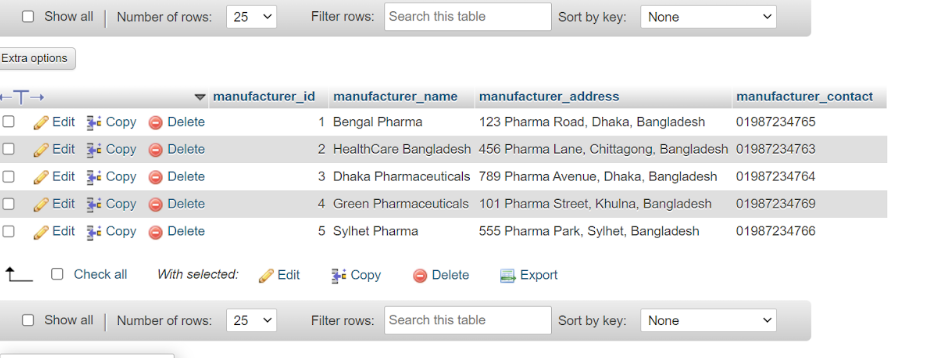 Show all Number of rows: 25 Filter rows: Search this table Sort by key: None
Extra options
manufacturer_id manufacturer_name manufacturer_address manufacturer_contact
Edit Copy Delete 1 Bengal Pharma 123 Pharma Road, Dhaka, Bangladesh 01987234765
Edit Copy Delete 2 HealthCare Bangladesh 456 Pharma Lane, Chittagong, Bangladesh 01987234763
Edit Copy Delete 3 Dhaka Pharmaceuticals 789 Pharma Avenue, Dhaka, Bangladesh 01987234764
Edit Copy Delete 4 Green Pharmaceuticals 101 Pharma Street, Khulna, Bangladesh 01987234769
Edit Copy Delete 5 Sylhet Pharma 555 Pharma Park, Sylhet, Bangladesh 01987234766
Check all With selected: Edit Copy Delete Export
Show all Number of rows: 25 Filter rows: Search this table Sort by key: None